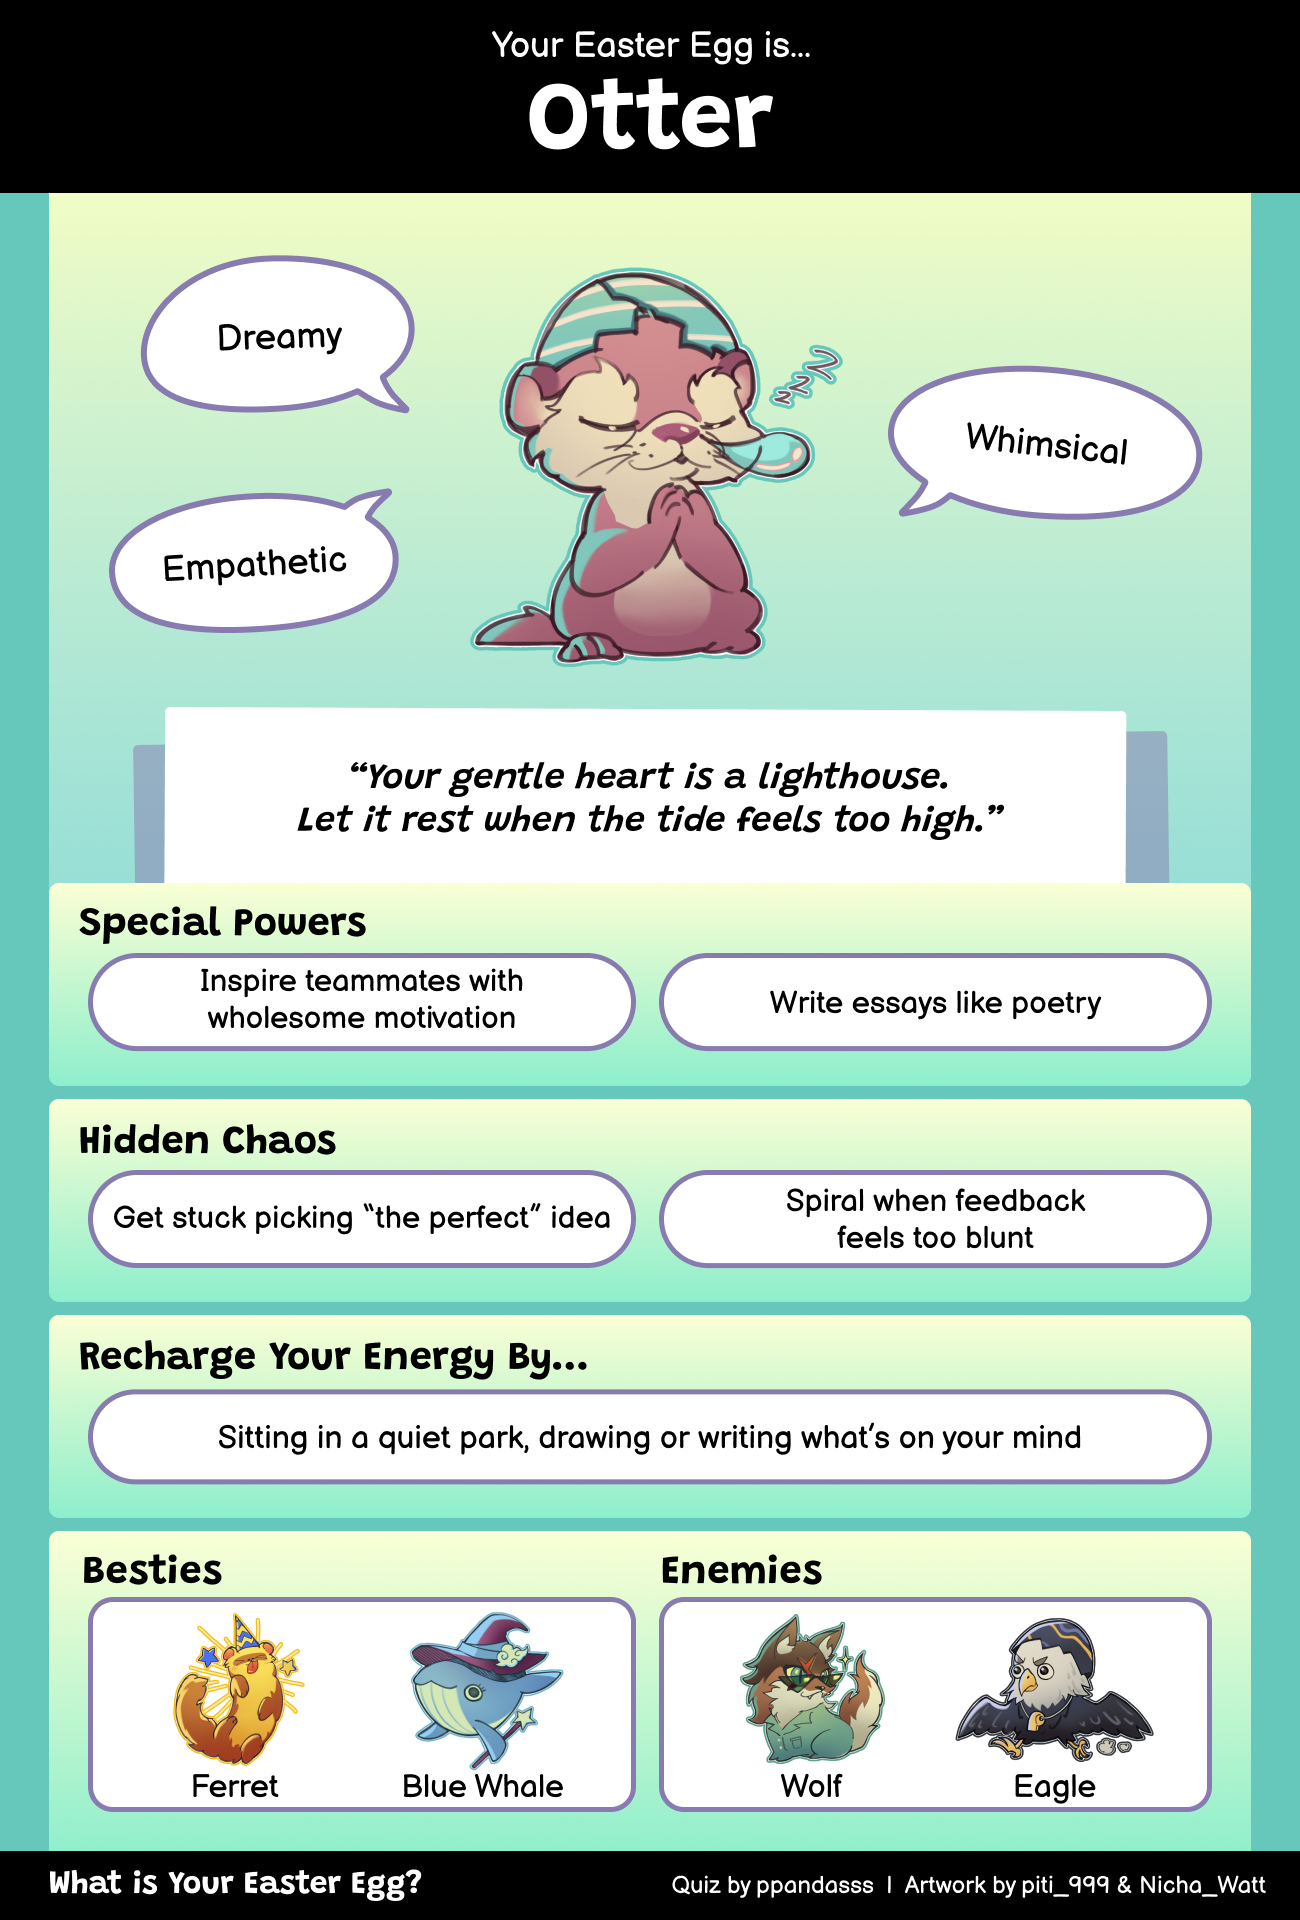 Your Easter Egg is...
Otter
Dreamy
Whimsical
Empathetic
z z Z
“Your gentle heart is a lighthouse.
Let it rest when the tide feels too high.”
Special Powers
Inspire teammates with
wholesome motivation
Write essays like poetry
Hidden Chaos
Get stuck picking “the perfect” idea
Spiral when feedback
feels too blunt
Recharge Your Energy By...
Sitting in a quiet park, drawing or writing what’s on your mind
Besties
Enemies
Ferret
Blue Whale
Wolf
Eagle
What is Your Easter Egg?
Quiz by ppandasss | Artwork by piti_999 & Nicha_Watt